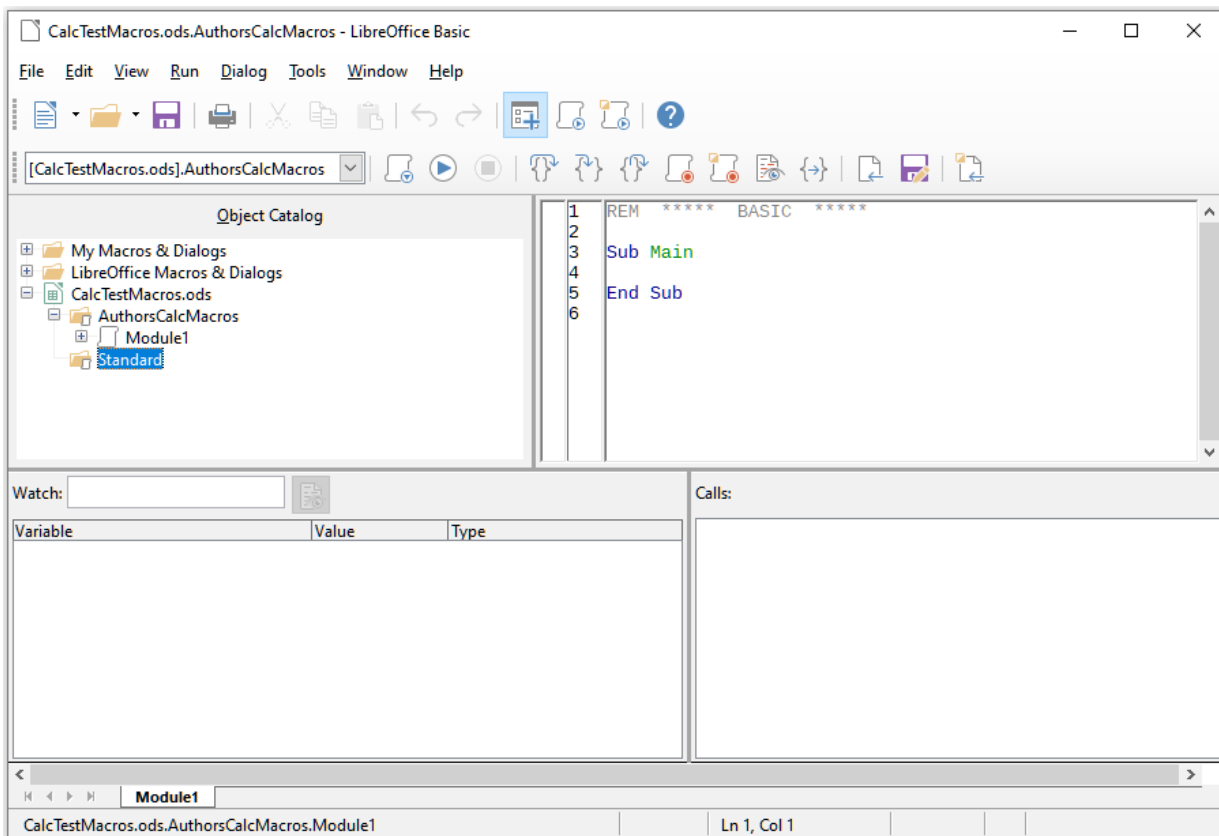 CalcTestMacros.ods.AuthorsCalcMacros - LibreOffice Basic
File Edit View Run Dialog Tools Window Help
[CalcTestMacros.ods].AuthorsCalcMacros
Object Catalog
My Macros & Dialogs
LibreOffice Macros & Dialogs
CalcTestMacros.ods
AuthorsCalcMacros
Module1
Standard
1 REM ***** BASIC *****
2
3 Sub Main
4
5 End Sub
6
Watch:
Variable Value Type
Calls:
Module1
CalcTestMacros.ods.AuthorsCalcMacros.Module1 Ln 1, Col 1